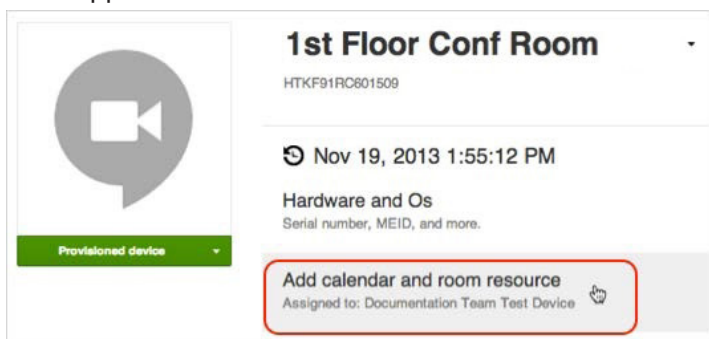 1st Floor Conf Room
HTKF91RC601509
Nov 19, 2013 1:55:12 PM
Hardware and Os
Serial number, MEID, and more.
Provisioned device
Add calendar and room resource
Assigned to: Documentation Team Test Device